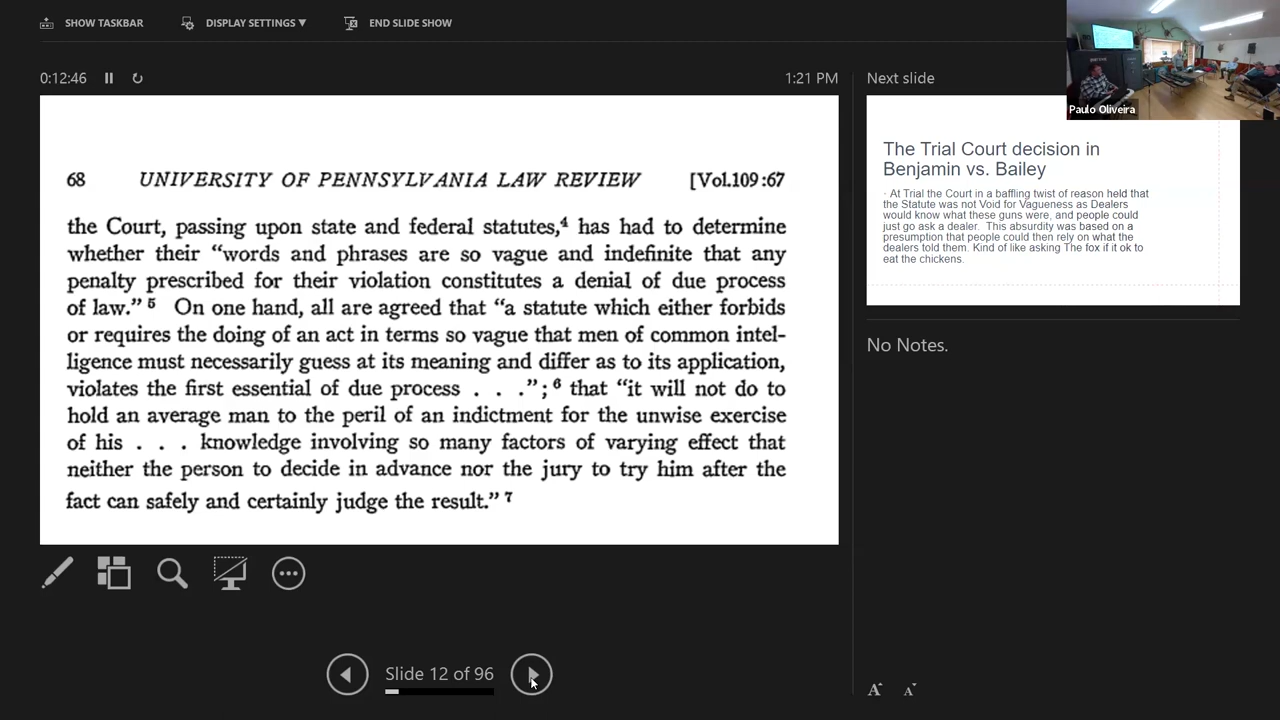 SHOW TASKBAR
DISPLAY SETTINGS ▼
END SLIDE SHOW
0:12:46
1:21 PM
68 UNIVERSITY OF PENNSYLVANIA LAW REVIEW [Vol.109:67
the Court, passing upon state and federal statutes,⁴ has had to determine
whether their “words and phrases are so vague and indefinite that any
penalty prescribed for their violation constitutes a denial of due process
of law.” ⁵ On one hand, all are agreed that “a statute which either forbids
or requires the doing of an act in terms so vague that men of common intel-
ligence must necessarily guess at its meaning and differ as to its application,
violates the first essential of due process . . .”; ⁶ that “it will not do to
hold an average man to the peril of an indictment for the unwise exercise
of his . . . knowledge involving so many factors of varying effect that
neither the person to decide in advance nor the jury to try him after the
fact can safely and certainly judge the result.” ⁷
Slide 12 of 96
Next slide
Paulo Oliveira
The Trial Court decision in
Benjamin vs. Bailey
· At Trial the Court in a baffling twist of reason held that
the Statute was not Void for Vagueness as Dealers
would know what these guns were, and people could
just go ask a dealer. This absurdity was based on a
presumption that people could then rely on what the
dealers told them. Kind of like asking The fox if it ok to
eat the chickens.
No Notes.
A A